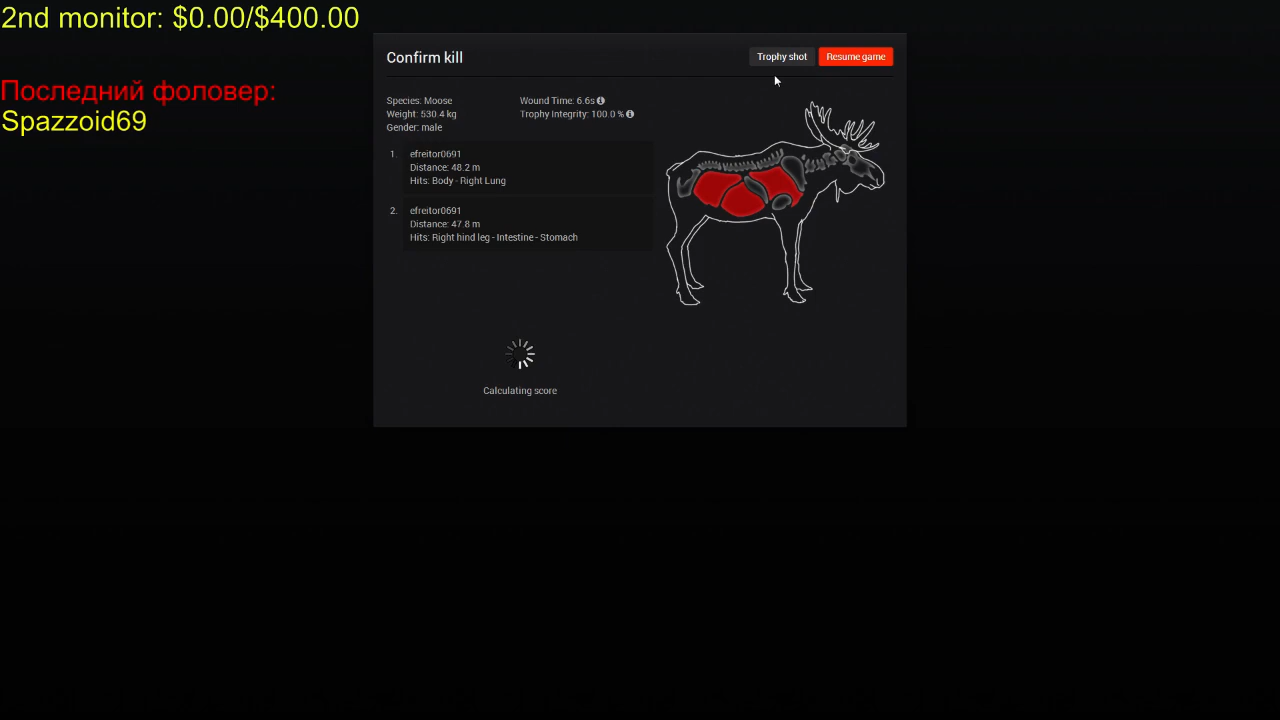 2nd monitor: $0.00/$400.00
Последний фоловер:
Spazzoid69
Confirm kill
Trophy shot
Resume game
Species: Moose
Weight: 530.4 kg
Gender: male
Wound Time: 6.6s
Trophy Integrity: 100.0 %
1. efreitor0691
Distance: 48.2 m
Hits: Body - Right Lung
2. efreitor0691
Distance: 47.8 m
Hits: Right hind leg - Intestine - Stomach
Calculating score